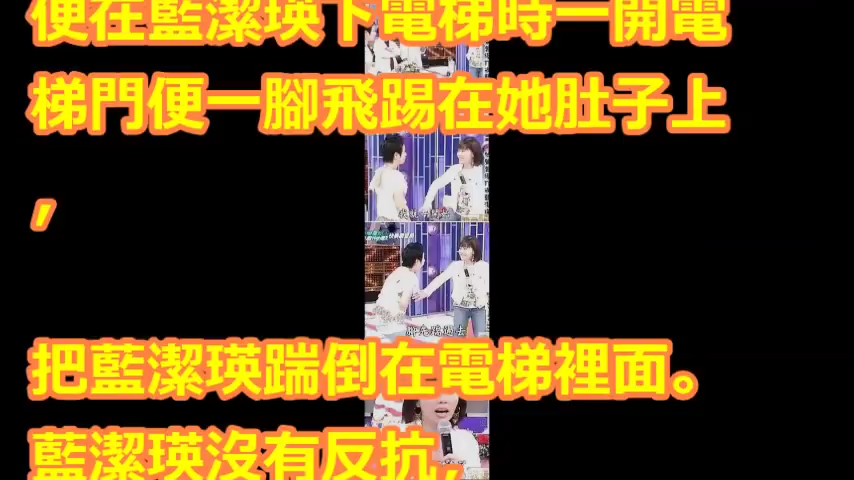 便在藍潔瑛下電梯時一開電
梯門便一腳飛踢在她肚子上
,
把藍潔瑛踹倒在電梯裡面。
藍潔瑛沒有反抗,